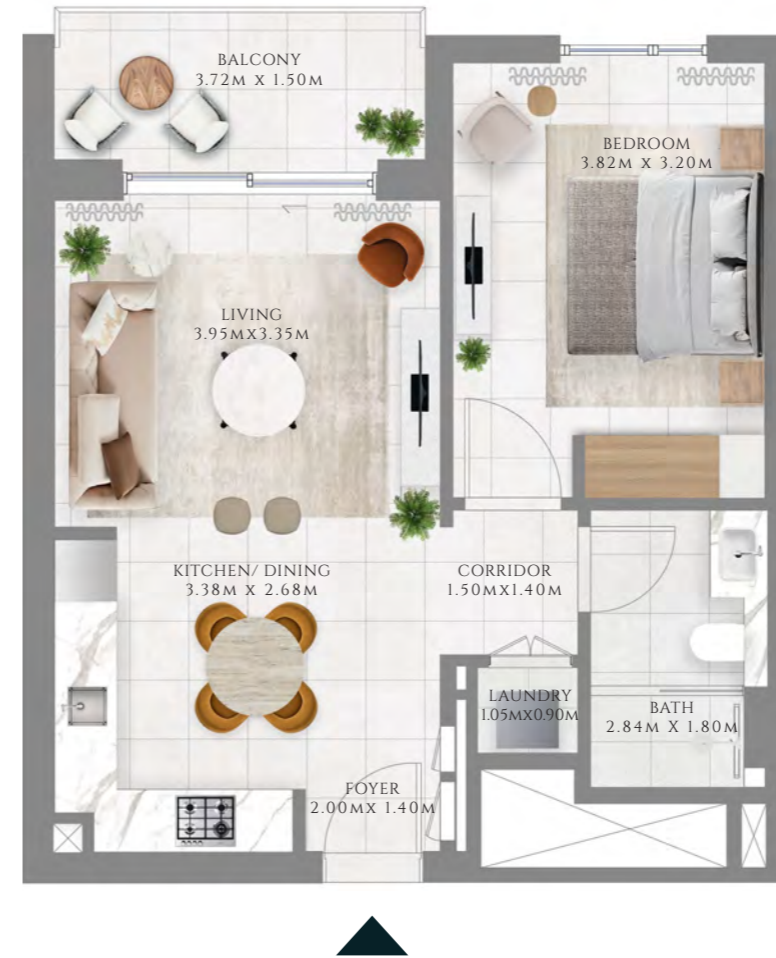 BALCONY
3.72M X 1.50M
BEDROOM
3.82M X 3.20M
LIVING
3.95MX3.35M
KITCHEN/ DINING
3.38M X 2.68M
CORRIDOR
1.50MX1.40M
LAUNDRY
1.05MX0.90M
BATH
2.84M X 1.80M
FOYER
2.00MX 1.40M